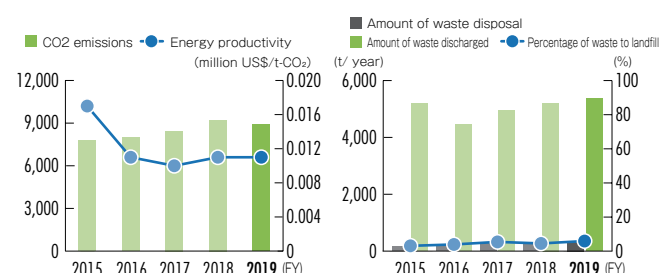 CO2 emissions Energy productivity
(million US$/t-CO₂)
12,000 0.020
0.016
9,000
0.012
6,000
0.008
3,000
0.004
0 0
2015 2016 2017 2018 2019 (FY)
Amount of waste disposal
Amount of waste discharged Percentage of waste to landfill
(t/ year) (%)
6,000 100
80
4,000
60
40
2,000
20
0 0
2015 2016 2017 2018 2019 (FY)